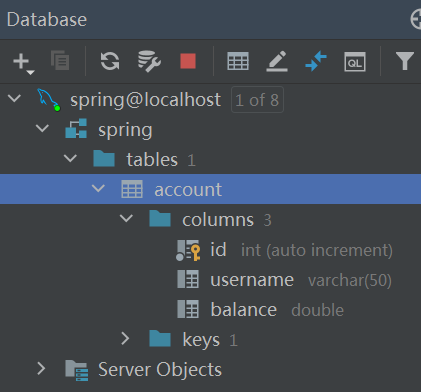 Database
QL
spring@localhost 1 of 8
spring
tables 1
account
columns 3
id int (auto increment)
username varchar(50)
balance double
keys 1
Server Objects